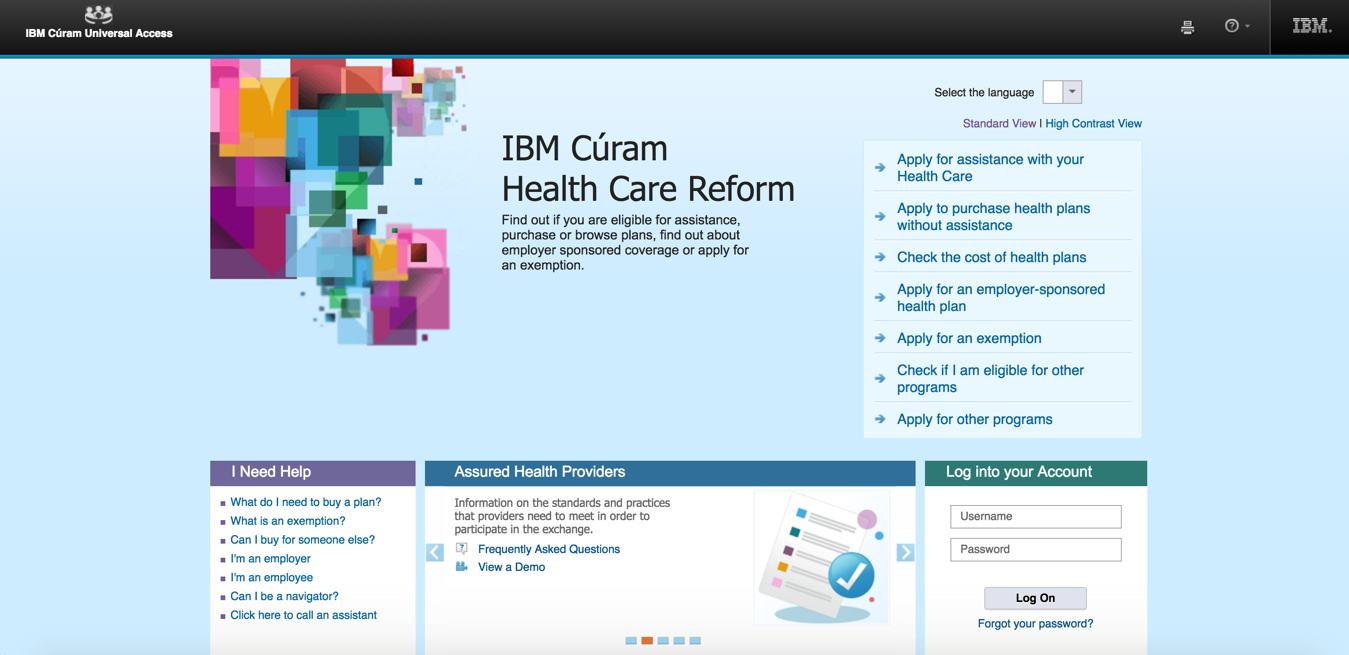 IBM Cúram Universal Access
IBM.
Select the language
Standard View | High Contrast View
IBM Cúram
Health Care Reform
Find out if you are eligible for assistance,
purchase or browse plans, find out about
employer sponsored coverage or apply for
an exemption.
Apply for assistance with your
Health Care
Apply to purchase health plans
without assistance
Check the cost of health plans
Apply for an employer-sponsored
health plan
Apply for an exemption
Check if I am eligible for other
programs
Apply for other programs
I Need Help
What do I need to buy a plan?
What is an exemption?
Can I buy for someone else?
I'm an employer
I'm an employee
Can I be a navigator?
Click here to call an assistant
Assured Health Providers
Information on the standards and practices
that providers need to meet in order to
participate in the exchange.
Frequently Asked Questions
View a Demo
Log into your Account
Username
Password
Log On
Forgot your password?